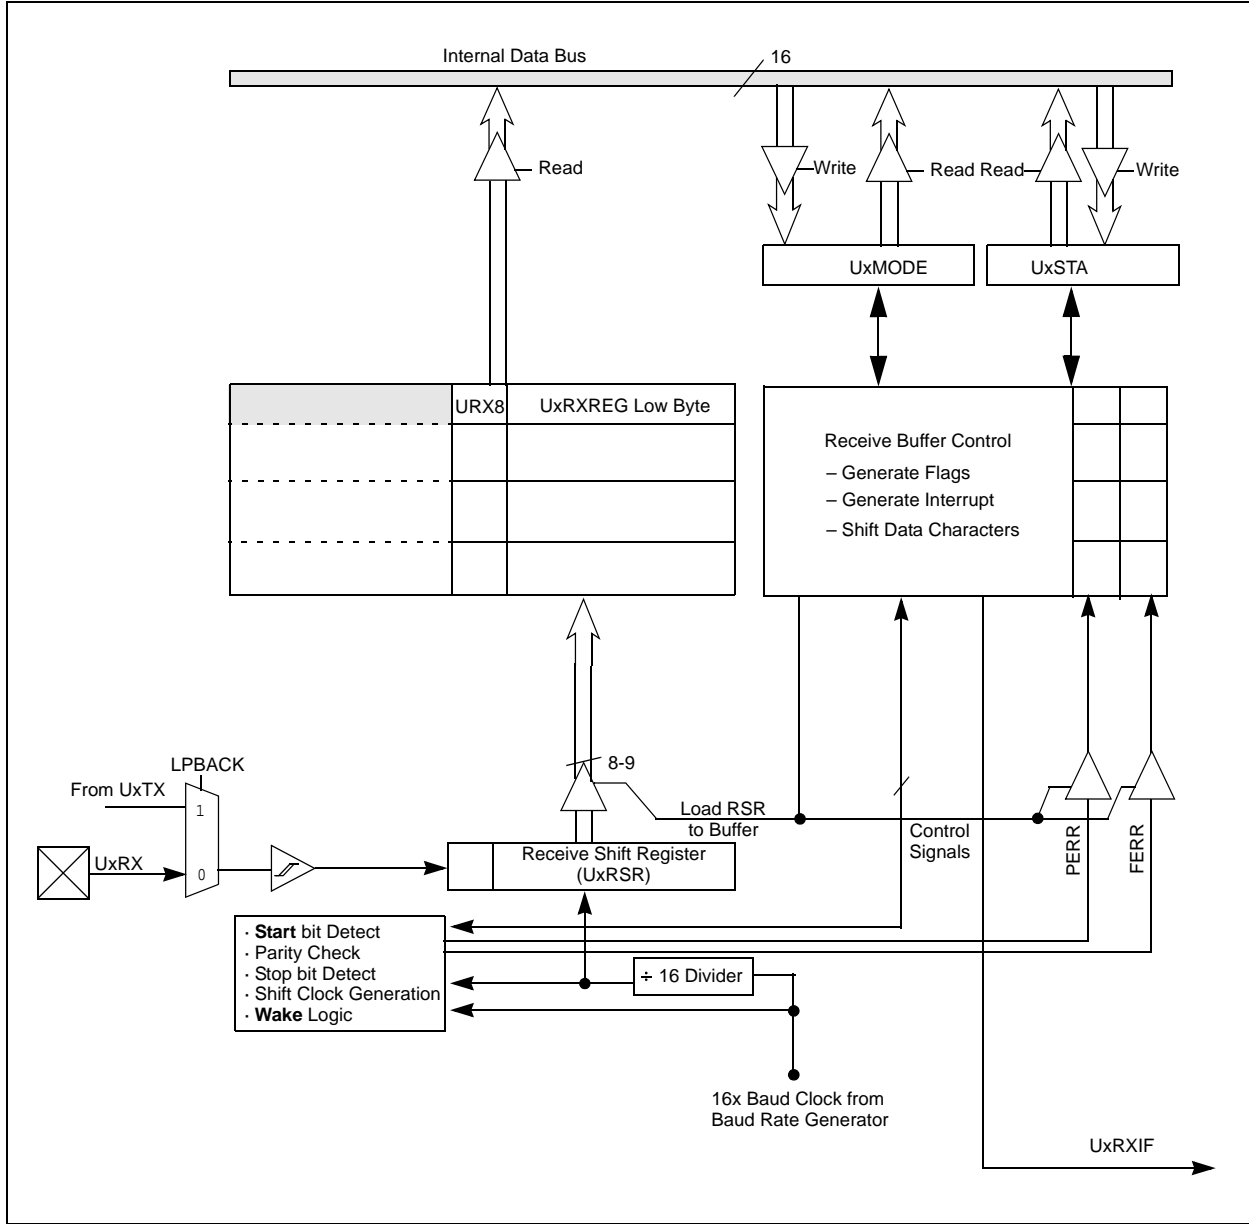 Internal Data Bus
16
Read
Write
Read Read
Write
UxMODE
UxSTA
URX8
UxRXREG Low Byte
Receive Buffer Control
– Generate Flags
– Generate Interrupt
– Shift Data Characters
LPBACK
From UxTX
1
8-9
Load RSR
to Buffer
Control
Signals
PERR
FERR
UxRX
0
Receive Shift Register
(UxRSR)
· Start bit Detect
· Parity Check
· Stop bit Detect
· Shift Clock Generation
· Wake Logic
÷ 16 Divider
16x Baud Clock from
Baud Rate Generator
UxRXIF